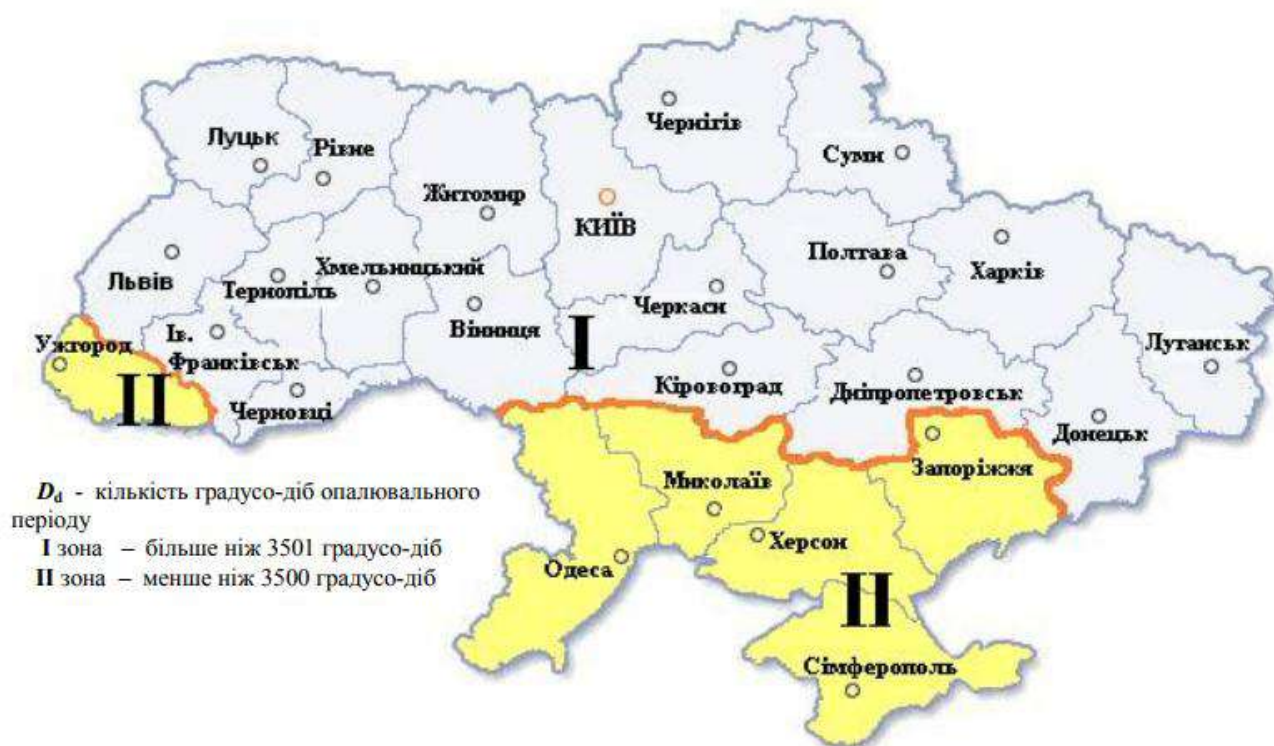 Чернігів
Луцьк
Рівне
Суми
Житомир
КИЇВ
Полтава
Харків
Львів
Тернопіль
Хмельницький
Черкаси
Вінниця
I
Луганськ
Ужгород
Ів.
Франківськ
II
Кіровоград
Дніпропетровськ
Черновці
Донецьк
Запоріжжя
Миколаїв
Dd - кількість градусо-діб опалювального
періоду
I зона – більше ніж 3501 градусо-діб
II зона – менше ніж 3500 градусо-діб
Херсон
Одеса
II
Сімферополь